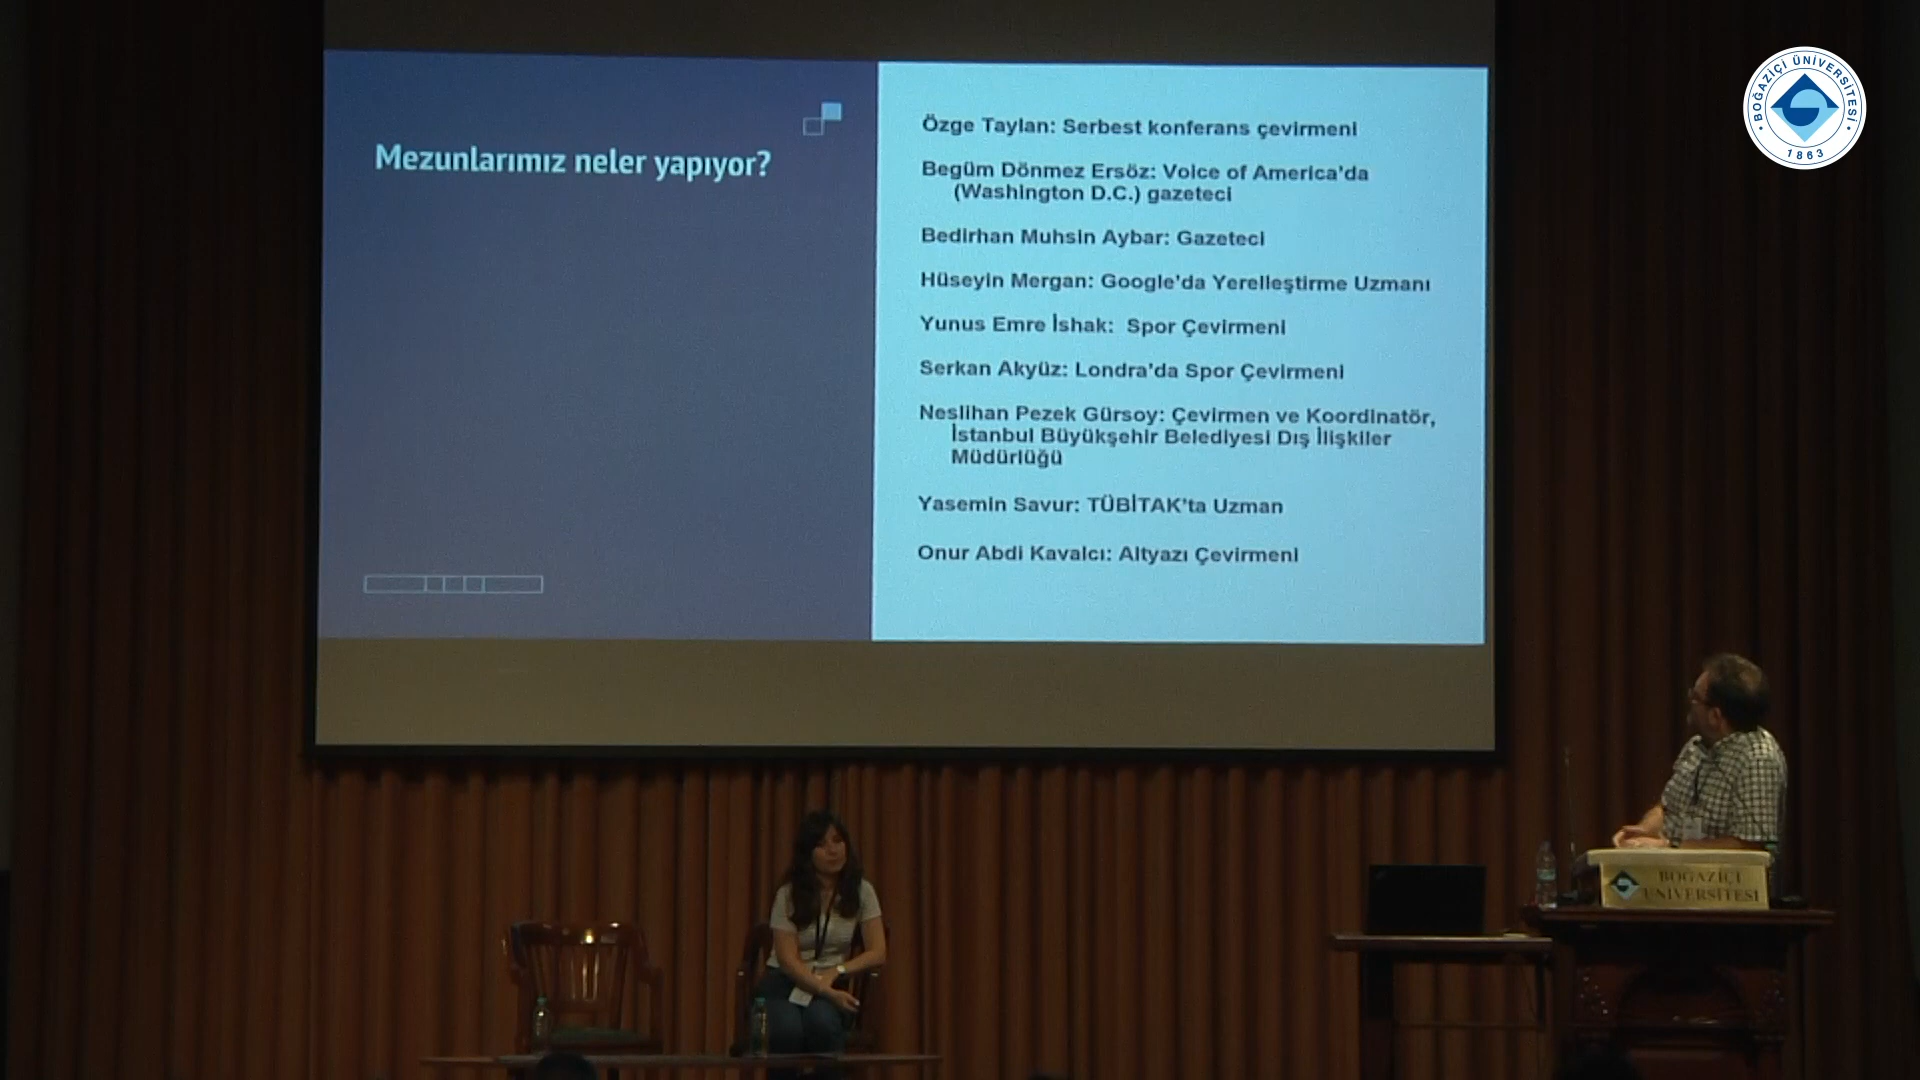 Mezunlarımız neler yapıyor?
Özge Taylan: Serbest konferans çevirmeni
Begüm Dönmez Ersöz: Voice of America'da
(Washington D.C.) gazeteci
Bedirhan Muhsin Aybar: Gazeteci
Hüseyin Mergan: Google'da Yerelleştirme Uzmanı
Yunus Emre İshak: Spor Çevirmeni
Serkan Akyüz: Londra'da Spor Çevirmeni
Neslihan Pezek Gürsoy: Çevirmen ve Koordinatör,
İstanbul Büyükşehir Belediyesi Dış İlişkiler
Müdürlüğü
Yasemin Savur: TÜBİTAK'ta Uzman
Onur Abdi Kavalcı: Altyazı Çevirmeni
BOĞAZİÇİ ÜNİVERSİTESİ
1863
BOĞAZİÇİ
ÜNİVERSİTESİ